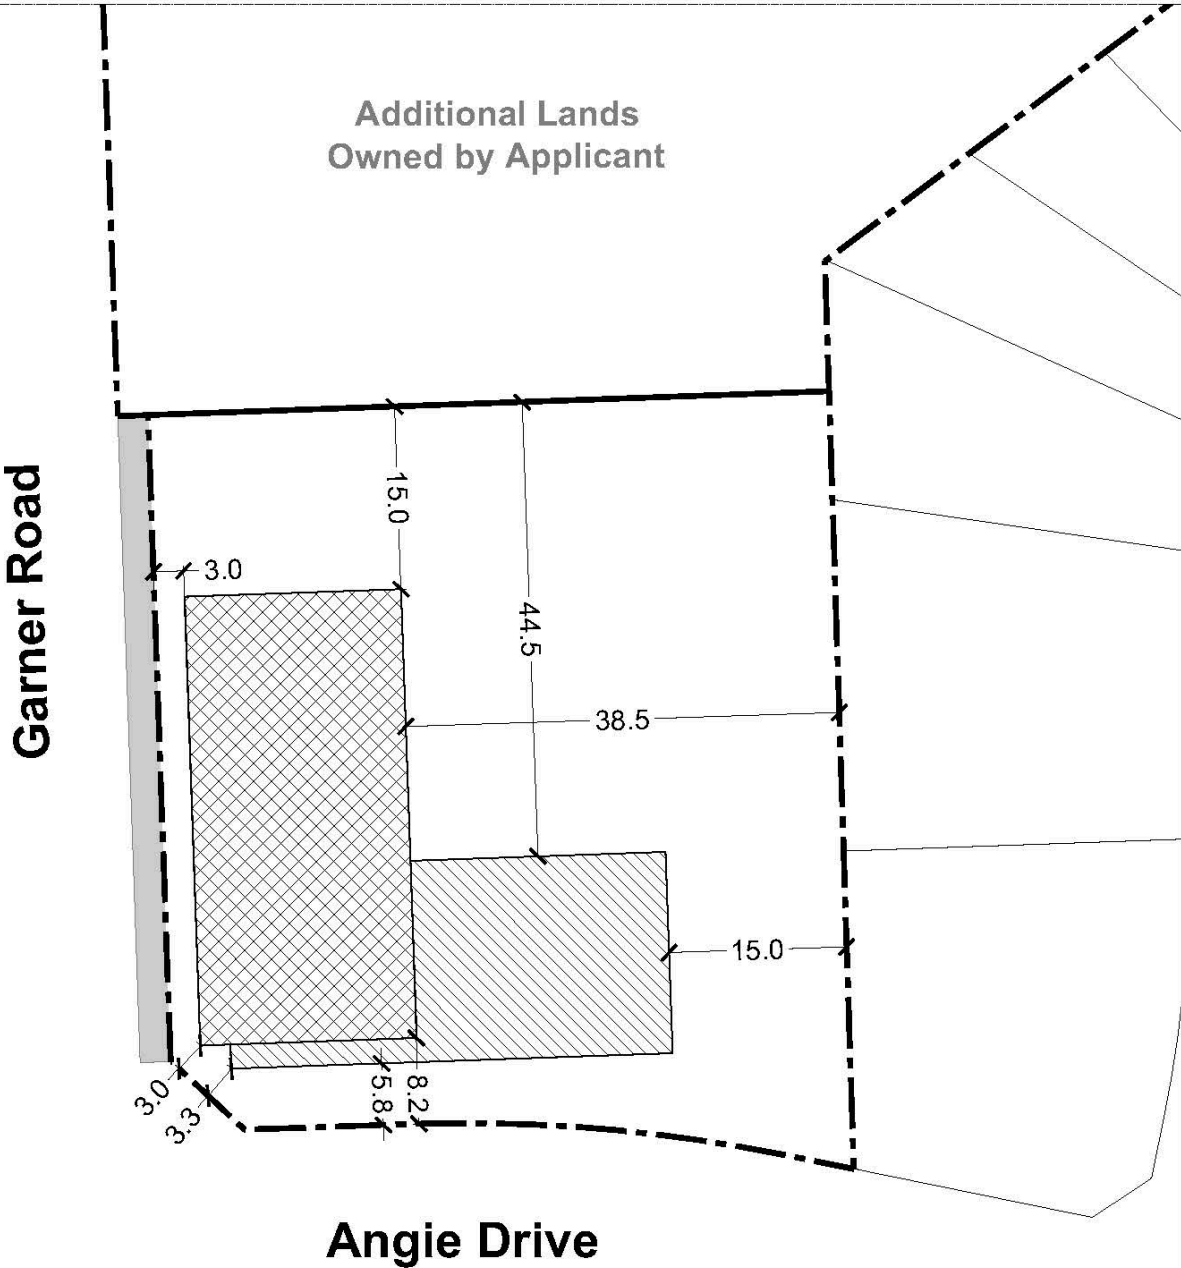 Additional Lands
Owned by Applicant
Garner Road
15.0
3.0
44.5
38.5
15.0
3.0
3.3
5.8
8.2
Angie Drive